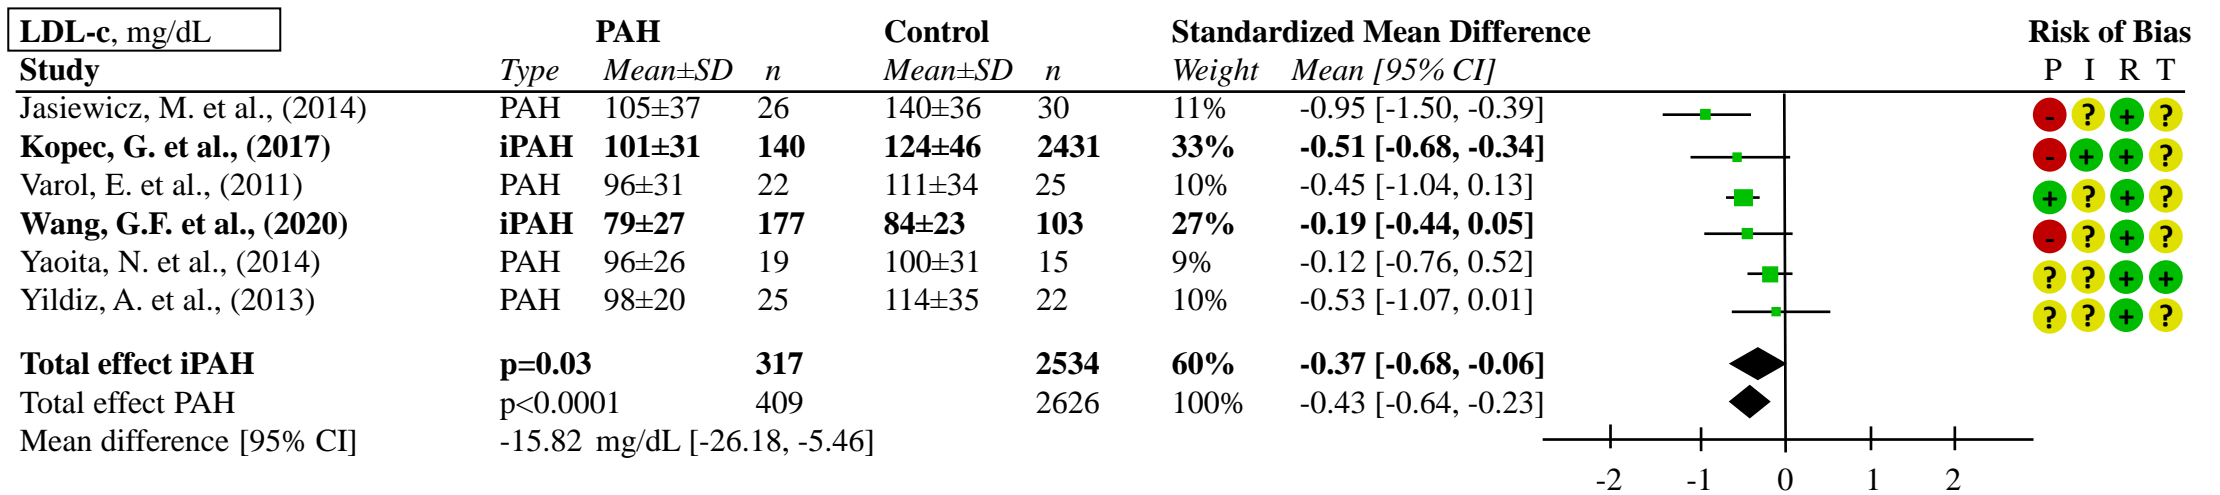 LDL-c, mg/dL PAH Control Standardized Mean Difference Risk of Bias
Study Type Mean±SD n Mean±SD n Weight Mean [95% CI] P I R T
Jasiewicz, M. et al., (2014) PAH 105±37 26 140±36 30 11% -0.95 [-1.50, -0.39] - ? + ?
Kopec, G. et al., (2017) iPAH 101±31 140 124±46 2431 33% -0.51 [-0.68, -0.34] - + + ?
Varol, E. et al., (2011) PAH 96±31 22 111±34 25 10% -0.45 [-1.04, 0.13] + ? + ?
Wang, G.F. et al., (2020) iPAH 79±27 177 84±23 103 27% -0.19 [-0.44, 0.05] - ? + ?
Yaoita, N. et al., (2014) PAH 96±26 19 100±31 15 9% -0.12 [-0.76, 0.52] ? ? + +
Yildiz, A. et al., (2013) PAH 98±20 25 114±35 22 10% -0.53 [-1.07, 0.01] ? ? + ?
Total effect iPAH p=0.03 317 2534 60% -0.37 [-0.68, -0.06]
Total effect PAH p<0.0001 409 2626 100% -0.43 [-0.64, -0.23]
Mean difference [95% CI] -15.82 mg/dL [-26.18, -5.46]
-2 -1 0 1 2